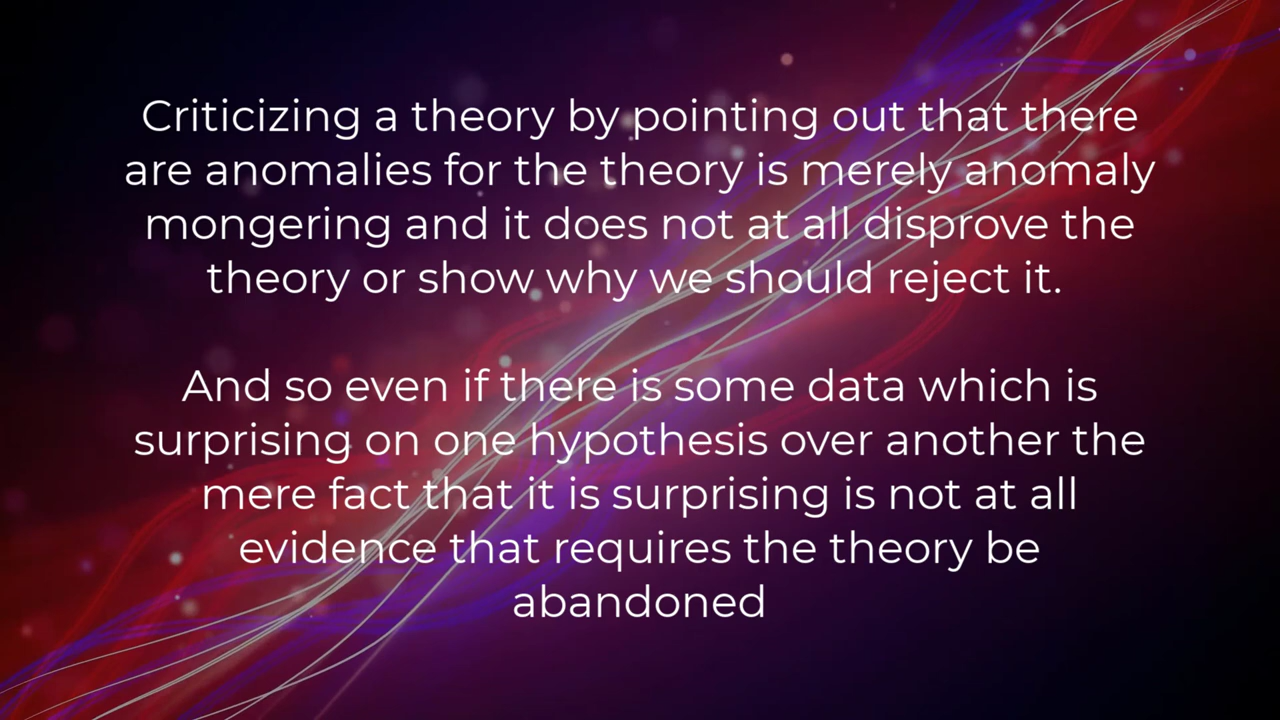 Criticizing a theory by pointing out that there
are anomalies for the theory is merely anomaly
mongering and it does not at all disprove the
theory or show why we should reject it.
And so even if there is some data which is
surprising on one hypothesis over another the
mere fact that it is surprising is not at all
evidence that requires the theory be
abandoned